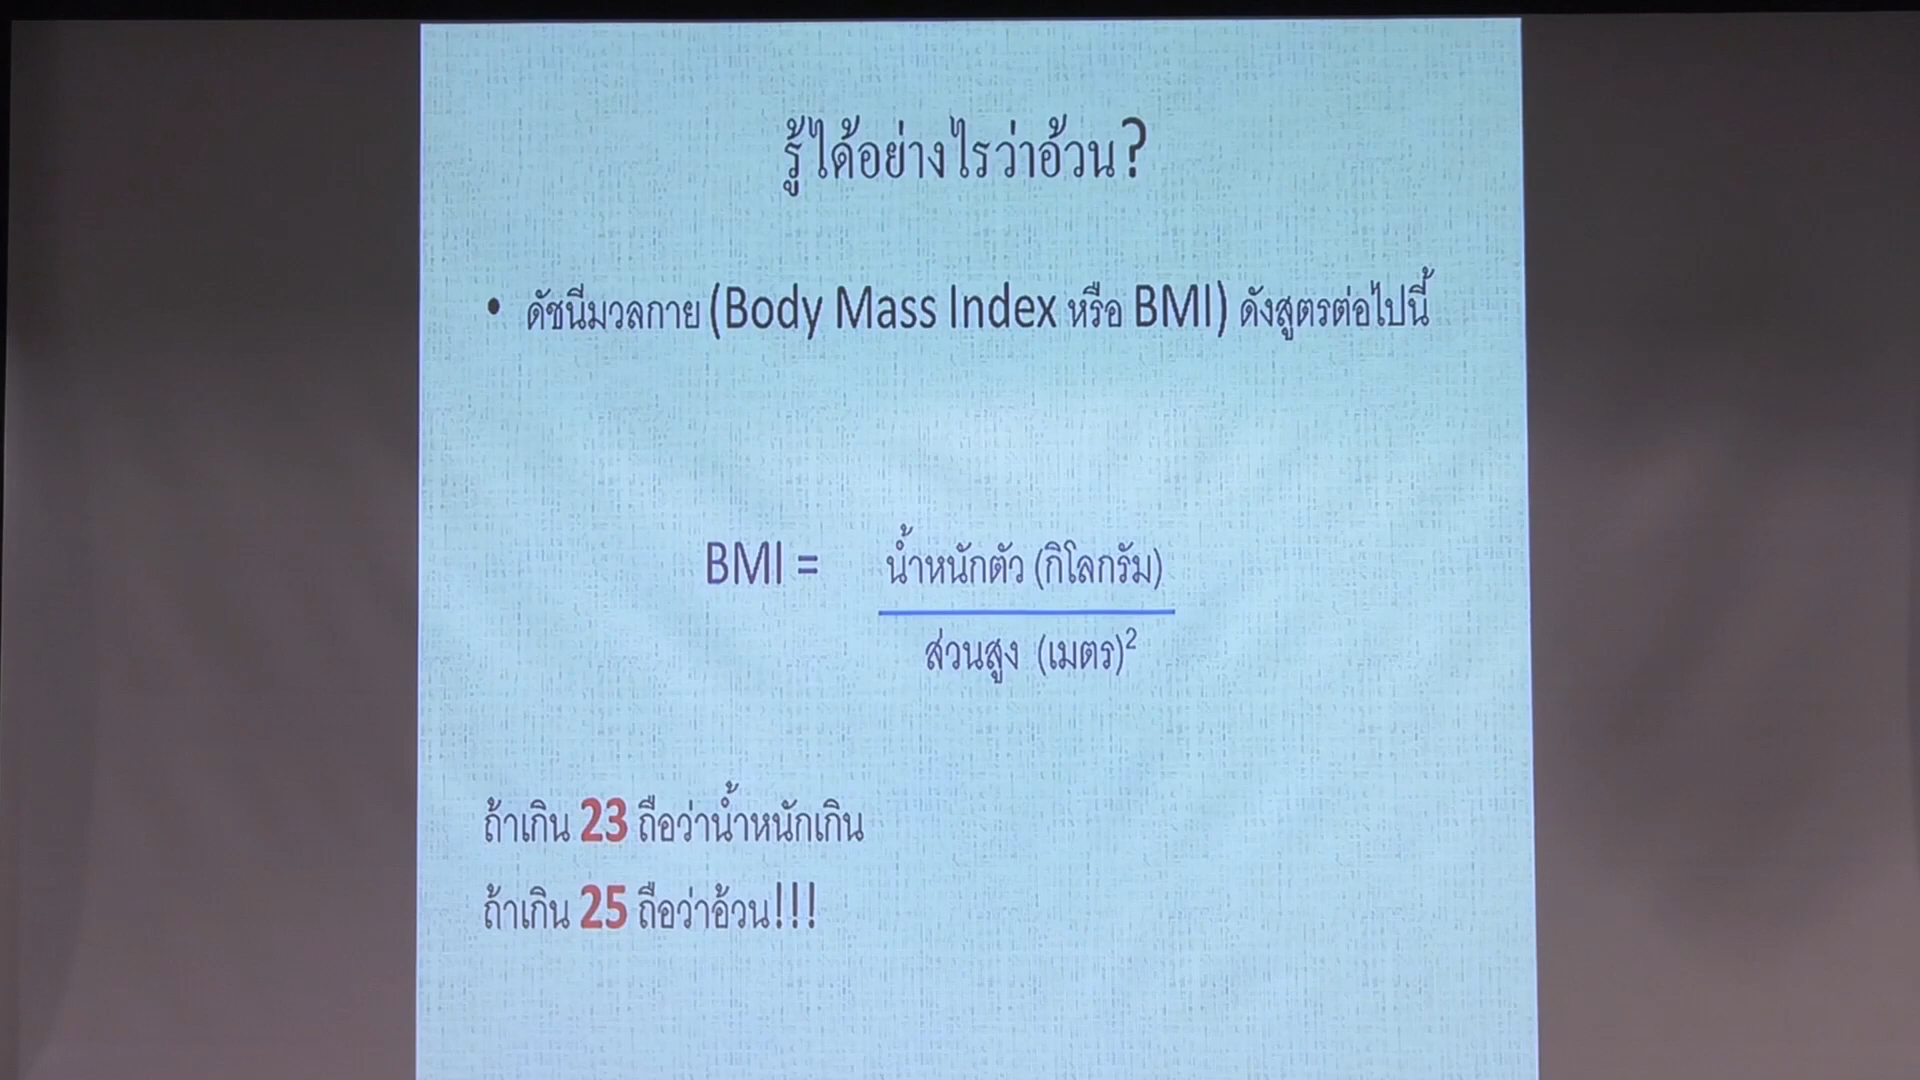 รู้ได้อย่างไรว่าอ้วน?
• ดัชนีมวลกาย (Body Mass Index หรือ BMI) ดังสูตรต่อไปนี้
BMI = น้ำหนักตัว (กิโลกรัม)
ส่วนสูง (เมตร)²
ถ้าเกิน 23 ถือว่าน้ำหนักเกิน
ถ้าเกิน 25 ถือว่าอ้วน!!!